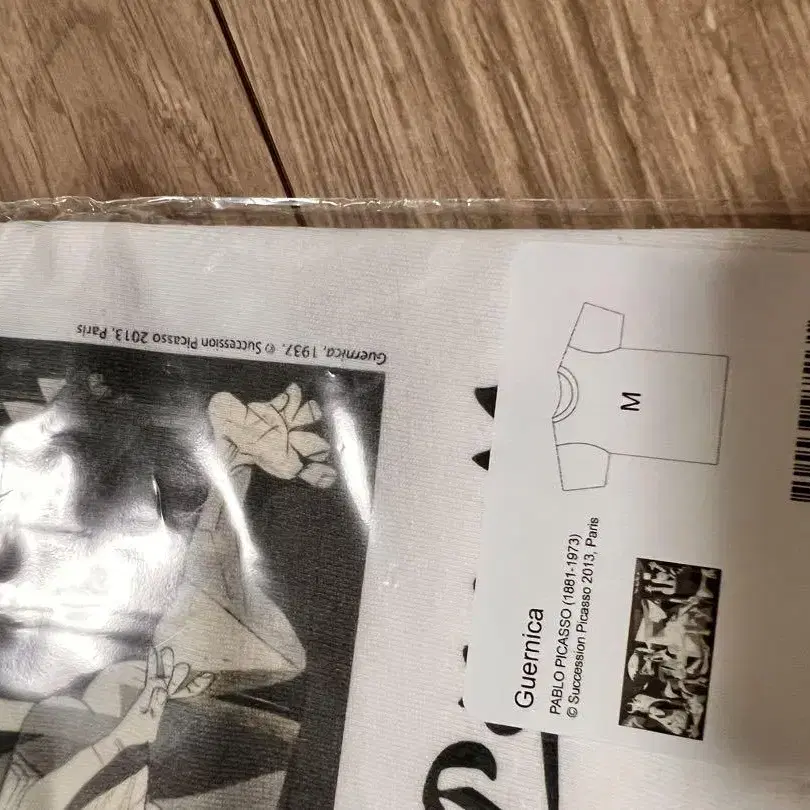 Guernica, 1937. © Succession Picasso 2013, Paris
M
Guernica
PABLO PICASSO (1881-1973)
© Succession Picasso 2013, Paris